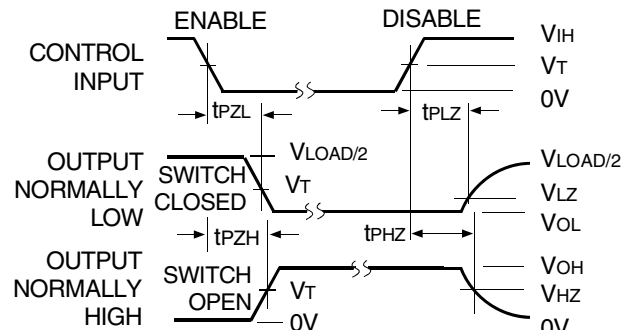 ENABLE
DISABLE
CONTROL
INPUT
VIH
VT
0V
tPZL
tPLZ
OUTPUT
NORMALLY
LOW
SWITCH
CLOSED
VLOAD/2
VT
VLOAD/2
VLZ
VOL
tPZH
tPHZ
OUTPUT
NORMALLY
HIGH
SWITCH
OPEN
VT
0V
VOH
VHZ
0V